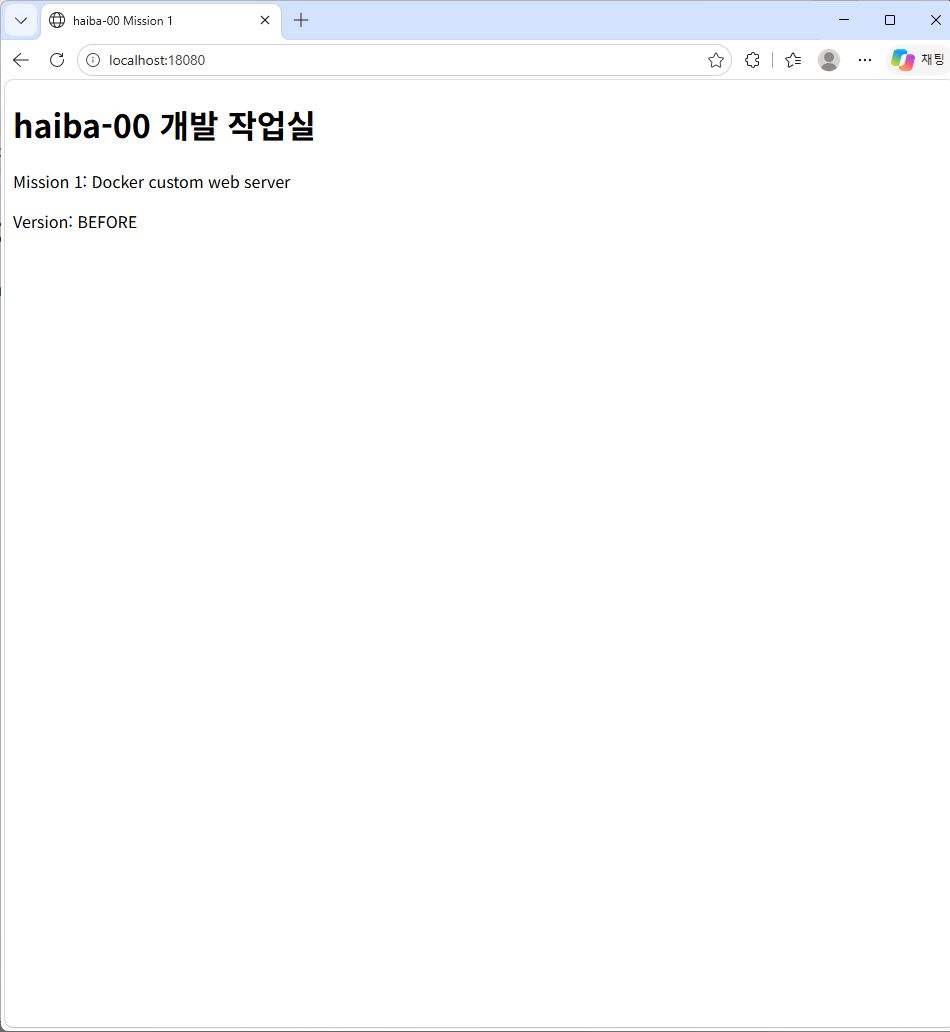 haiba-00 Mission 1
localhost:18080
채팅
haiba-00 개발 작업실
Mission 1: Docker custom web server
Version: BEFORE